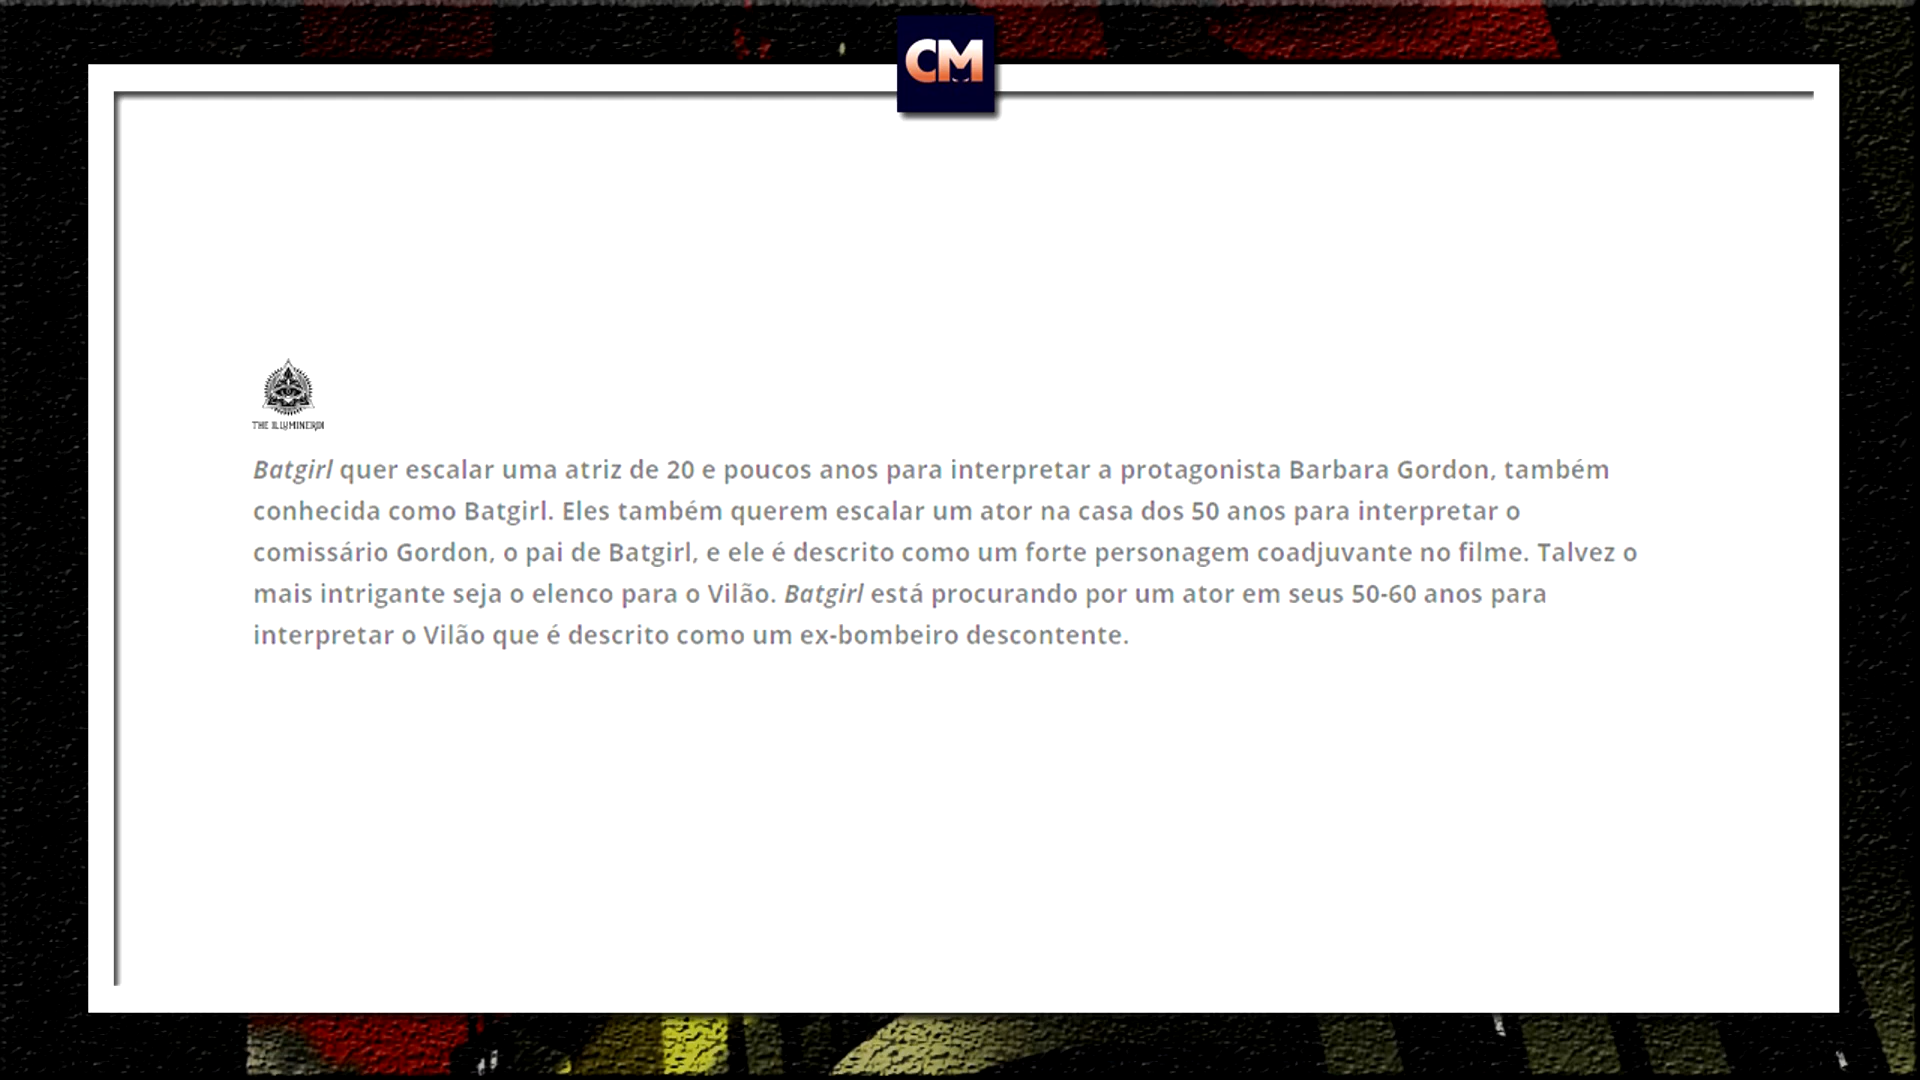 CM
THE ILLUMINERDI
Batgirl quer escalar uma atriz de 20 e poucos anos para interpretar a protagonista Barbara Gordon, também
conhecida como Batgirl. Eles também querem escalar um ator na casa dos 50 anos para interpretar o
comissário Gordon, o pai de Batgirl, e ele é descrito como um forte personagem coadjuvante no filme. Talvez o
mais intrigante seja o elenco para o Vilão. Batgirl está procurando por um ator em seus 50-60 anos para
interpretar o Vilão que é descrito como um ex-bombeiro descontente.